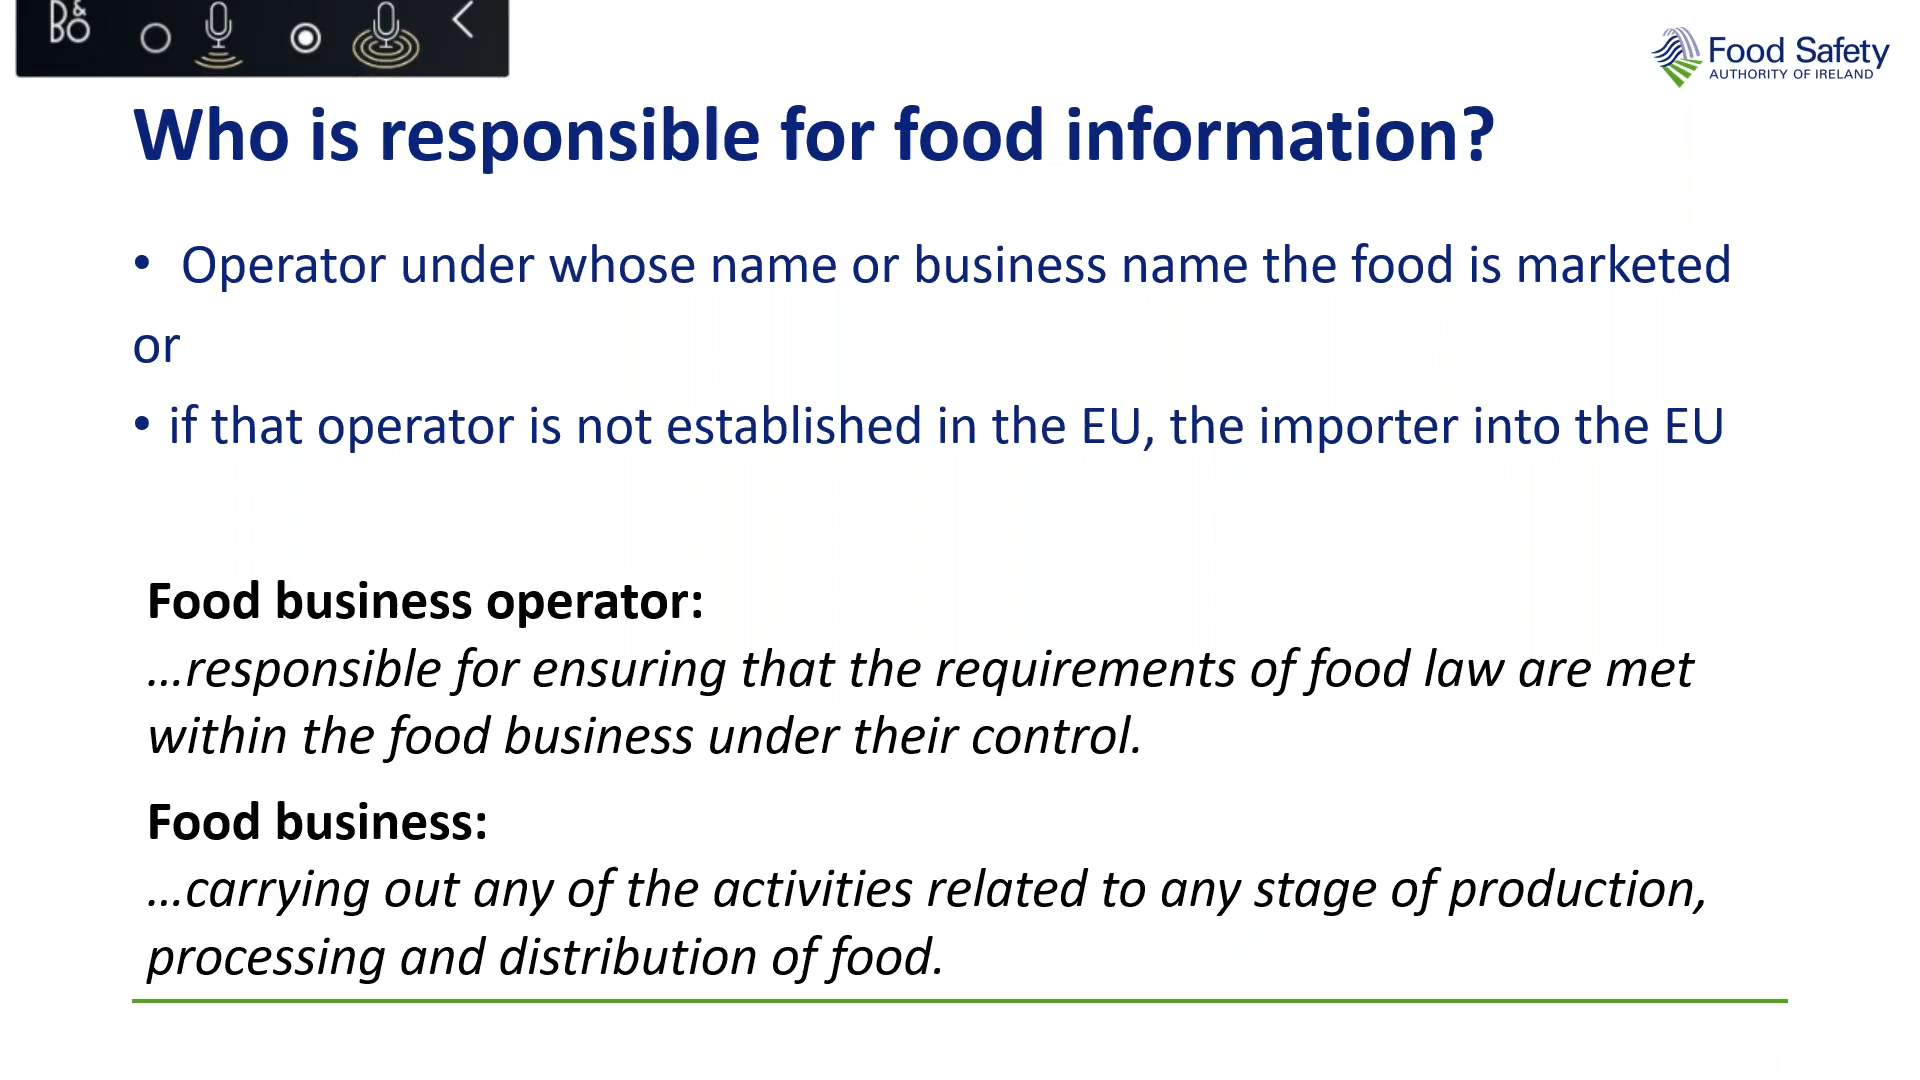 B&O
Food Safety
AUTHORITY OF IRELAND
Who is responsible for food information?
• Operator under whose name or business name the food is marketed
or
• if that operator is not established in the EU, the importer into the EU
Food business operator:
…responsible for ensuring that the requirements of food law are met
within the food business under their control.
Food business:
…carrying out any of the activities related to any stage of production,
processing and distribution of food.